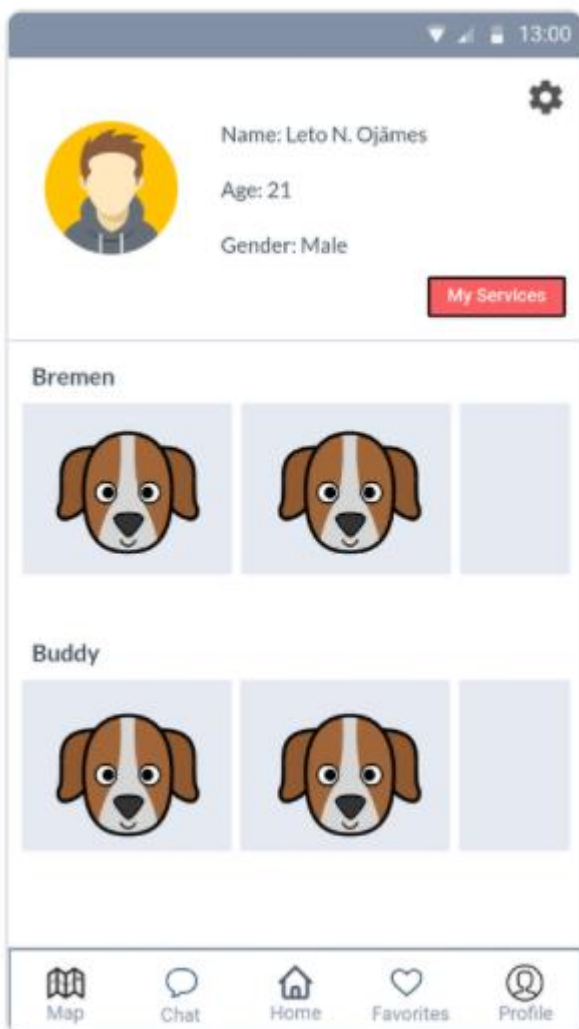 13:00
Name: Leto N. Ojämes
Age: 21
Gender: Male
My Services
Bremen
Buddy
Map
Chat
Home
Favorites
Profile